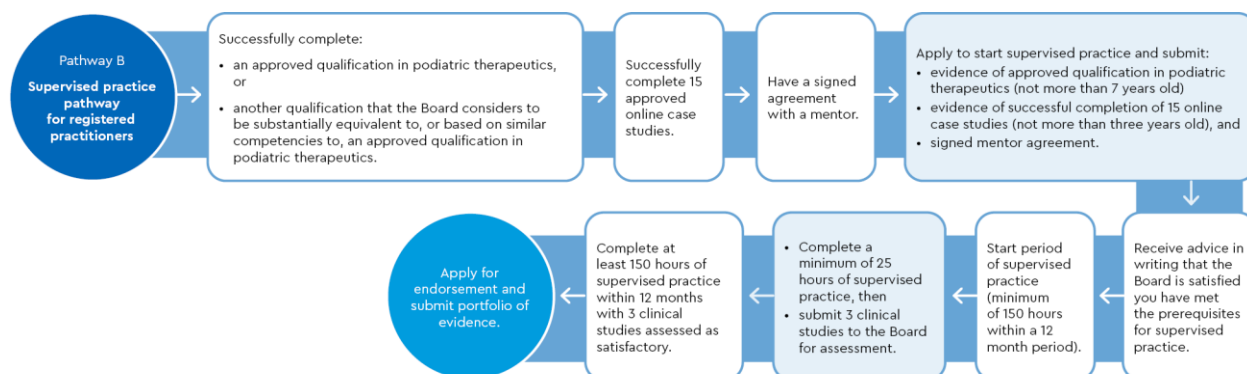 Pathway B
Supervised practice
pathway
for registered
practitioners
Successfully complete:
• an approved qualification in podiatric therapeutics,
or
• another qualification that the Board considers to
be substantially equivalent to, or based on similar
competencies to, an approved qualification in
podiatric therapeutics.
Successfully
complete 15
approved
online case
studies.
Have a signed
agreement
with a mentor.
Apply to start supervised practice and submit:
• evidence of approved qualification in podiatric
therapeutics (not more than 7 years old)
• evidence of successful completion of 15 online
case studies (not more than three years old), and
• signed mentor agreement.
Receive advice in
writing that the
Board is satisfied
you have met
the prerequisites
for supervised
practice.
Start period
of supervised
practice
(minimum
of 150 hours
within a 12
month period).
• Complete a
minimum of 25
hours of supervised
practice, then
• submit 3 clinical
studies to the Board
for assessment.
Complete at
least 150 hours of
supervised practice
within 12 months
with 3 clinical
studies assessed as
satisfactory.
Apply for
endorsement and
submit portfolio of
evidence.